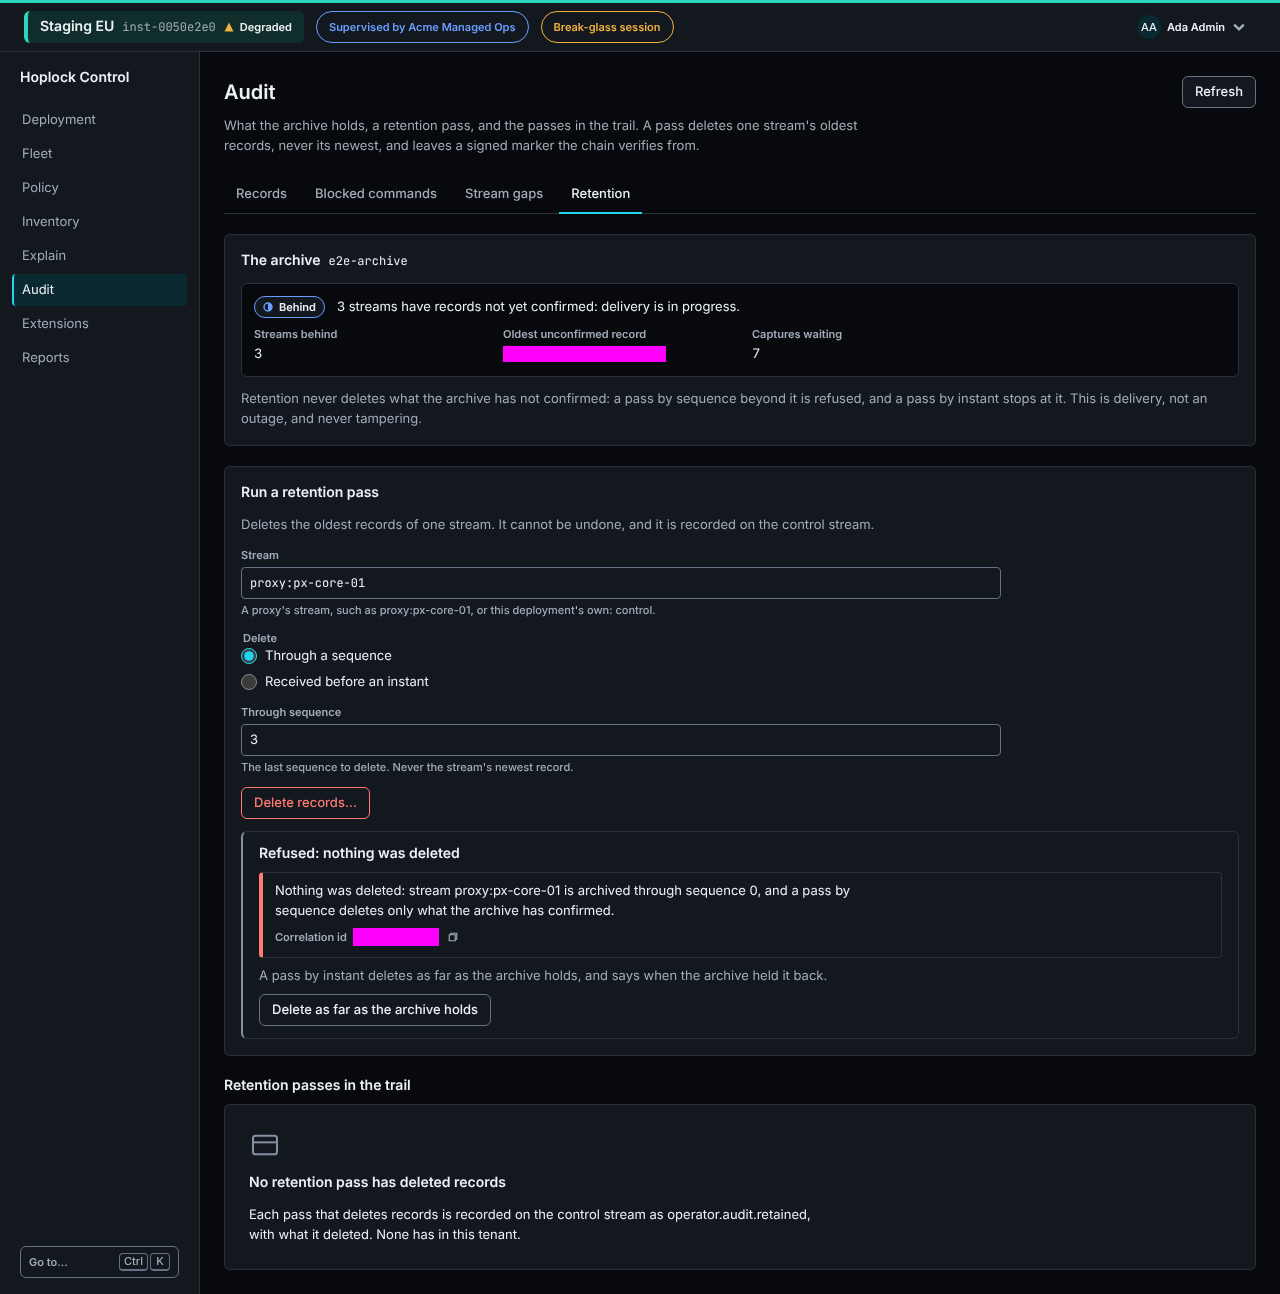 Staging EU inst-0050e2e0 Degraded Supervised by Acme Managed Ops Break-glass session AA Ada Admin
Hoplock Control
Deployment
Fleet
Policy
Inventory
Explain
Audit
Extensions
Reports
Go to... Ctrl K
Audit
Refresh
What the archive holds, a retention pass, and the passes in the trail. A pass deletes one stream's oldest
records, never its newest, and leaves a signed marker the chain verifies from.
Records Blocked commands Stream gaps Retention
The archive e2e-archive
Behind 3 streams have records not yet confirmed: delivery is in progress.
Streams behind Oldest unconfirmed record Captures waiting
3 7
Retention never deletes what the archive has not confirmed: a pass by sequence beyond it is refused, and a pass by instant stops at it. This is delivery, not an
outage, and never tampering.
Run a retention pass
Deletes the oldest records of one stream. It cannot be undone, and it is recorded on the control stream.
Stream
proxy:px-core-01
A proxy's stream, such as proxy:px-core-01, or this deployment's own: control.
Delete
Through a sequence
Received before an instant
Through sequence
3
The last sequence to delete. Never the stream's newest record.
Delete records...
Refused: nothing was deleted
Nothing was deleted: stream proxy:px-core-01 is archived through sequence 0, and a pass by
sequence deletes only what the archive has confirmed.
Correlation id
A pass by instant deletes as far as the archive holds, and says when the archive held it back.
Delete as far as the archive holds
Retention passes in the trail
No retention pass has deleted records
Each pass that deletes records is recorded on the control stream as operator.audit.retained,
with what it deleted. None has in this tenant.